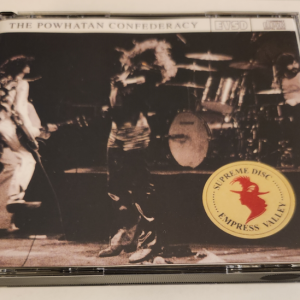 THE POWHATAN CONFEDERACY
SUPREME DISC
EMPRESS VALLEY